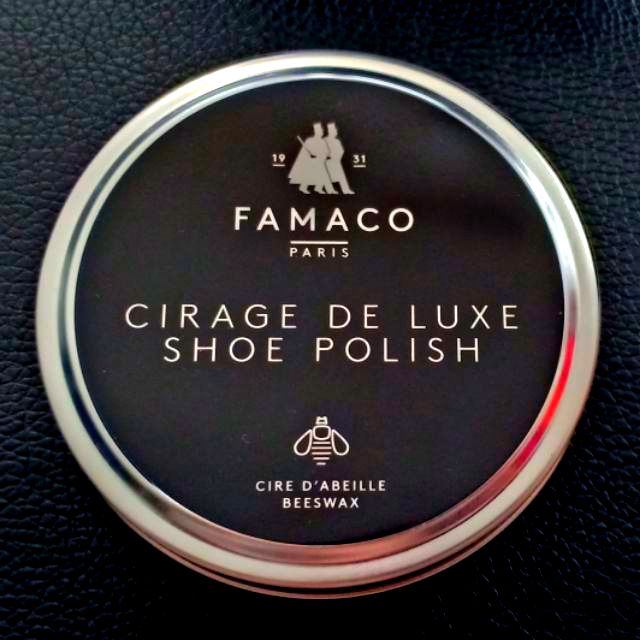 19 31
FAMACO
PARIS
CIRAGE DE LUXE
SHOE POLISH
CIRE D'ABEILLE
BEESWAX